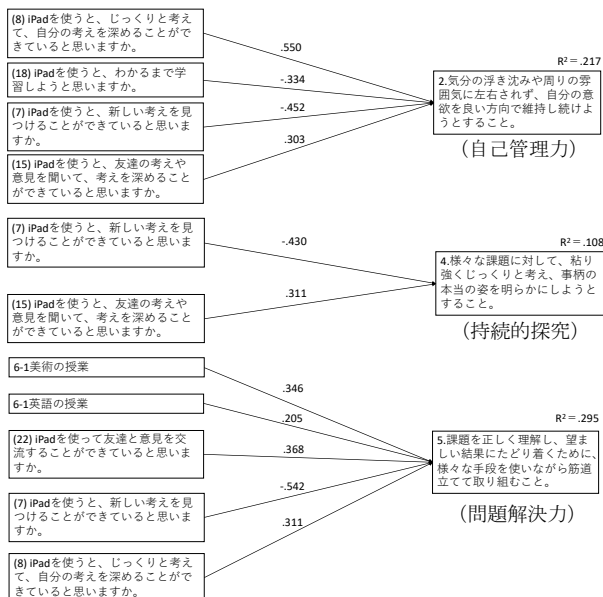 (8) iPadを使うと、じっくりと考え
て、自分の考えを深めることがで
きていると思いますか。
.550
(18) iPadを使うと、わかるまで学
習しようと思いますか。
-.334
(7) iPadを使うと、新しい考えを見
つけることができていると思いま
すか。
-.452
(15) iPadを使うと、友達の考えや
意見を聞いて、考えを深めること
ができていると思いますか。
.303
R²＝.217
2.気分の浮き沈みや周りの雰
囲気に左右されず、自分の意
欲を良い方向で維持し続けよ
うとすること。
（自己管理力）
(7) iPadを使うと、新しい考えを見
つけることができていると思いま
すか。
-.430
(15) iPadを使うと、友達の考えや
意見を聞いて、考えを深めること
ができていると思いますか。
.311
R²＝.108
4.様々な課題に対して、粘り
強くじっくりと考え、事柄の
本当の姿を明らかにしようと
すること。
（持続的探究）
6-1美術の授業
.346
6-1英語の授業
.205
(22) iPadを使って友達と意見を交
流することができていると思いま
すか。
.368
(7) iPadを使うと、新しい考えを見
つけることができていると思いま
すか。
-.542
(8) iPadを使うと、じっくりと考え
て、自分の考えを深めることがで
きていると思いますか。
.311
R²＝.295
5.課題を正しく理解し、望ま
しい結果にたどり着くために、
様々な手段を使いながら筋道
立てて取り組むこと。
（問題解決力）